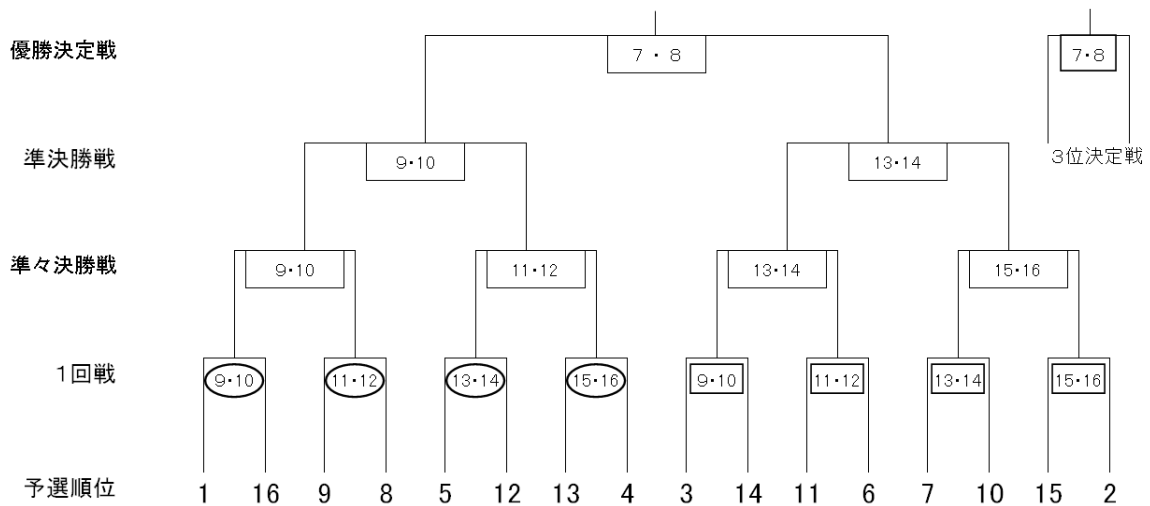 優勝決定戦 7・8 7・8
準決勝戦 9・10 13・14 3位決定戦
準々決勝戦 9・10 11・12 13・14 15・16
1回戦 9・10 11・12 13・14 15・16 9・10 11・12 13・14 15・16
予選順位 1 16 9 8 5 12 13 4 3 14 11 6 7 10 15 2